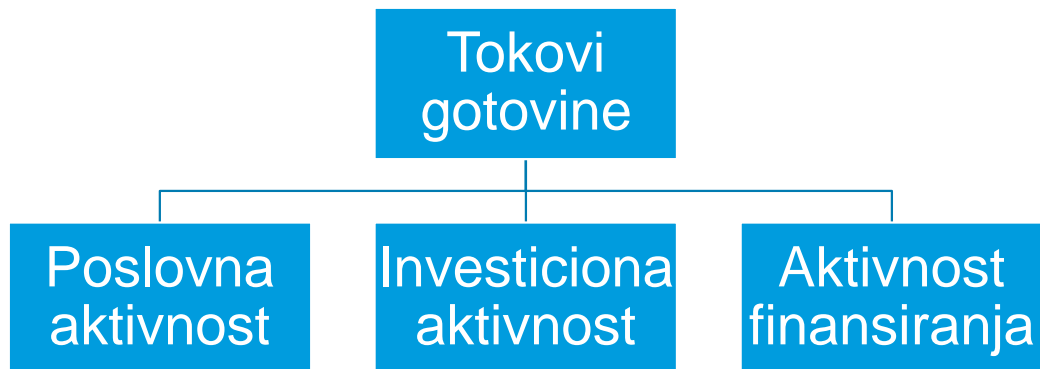 Tokovi
gotovine
Poslovna
aktivnost
Investiciona
aktivnost
Aktivnost
finansiranja